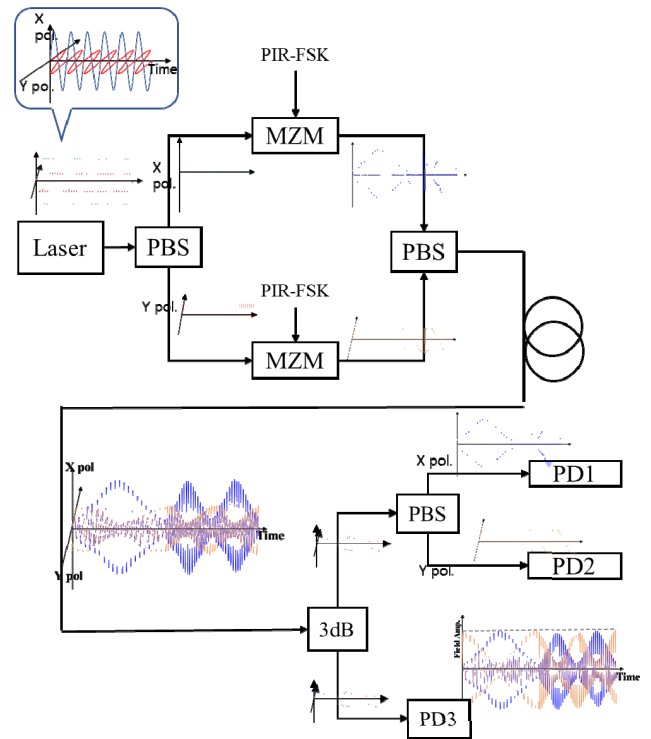 X
pol.
Time
Y pol.
PIR-FSK
MZM
X
pol.
Laser
PBS
PBS
Y pol.
PIR-FSK
MZM
X pol.
PD1
X pol
PBS
Time
Y pol
Y pol.
PD2
3dB
Field Amp.
Time
PD3